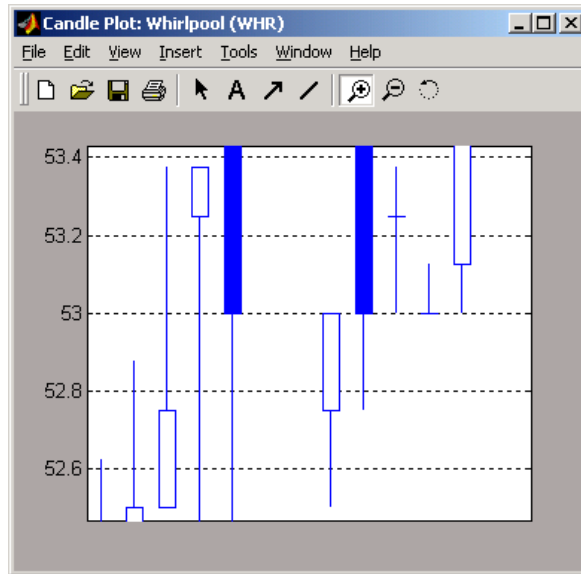 Candle Plot: Whirlpool (WHR)
File Edit View Insert Tools Window Help
A
53.4
53.2
53
52.8
52.6